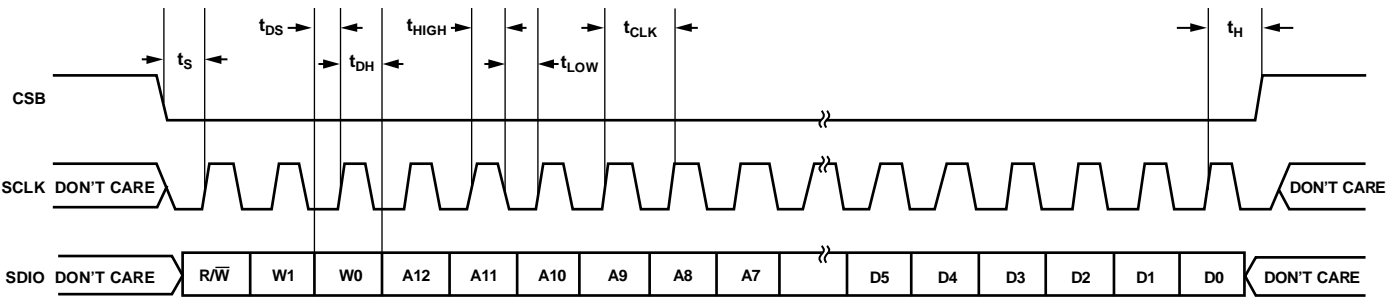 tDS tHIGH tCLK tH
tS tDH tLOW
CSB
SCLK DON'T CARE DON'T CARE
SDIO DON'T CARE R/W̅ W1 W0 A12 A11 A10 A9 A8 A7 D5 D4 D3 D2 D1 D0 DON'T CARE